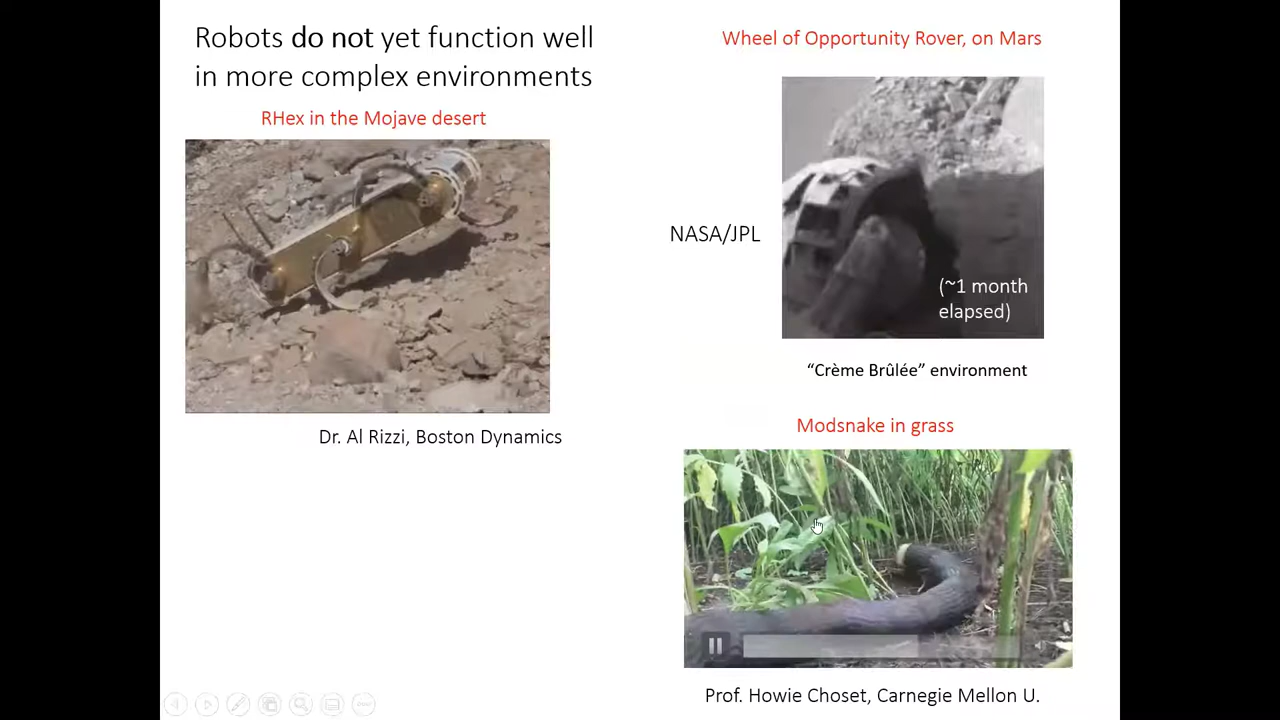 Robots do not yet function well
in more complex environments
RHex in the Mojave desert
Dr. Al Rizzi, Boston Dynamics
Wheel of Opportunity Rover, on Mars
NASA/JPL
(~1 month
elapsed)
“Crème Brûlée” environment
Modsnake in grass
Prof. Howie Choset, Carnegie Mellon U.